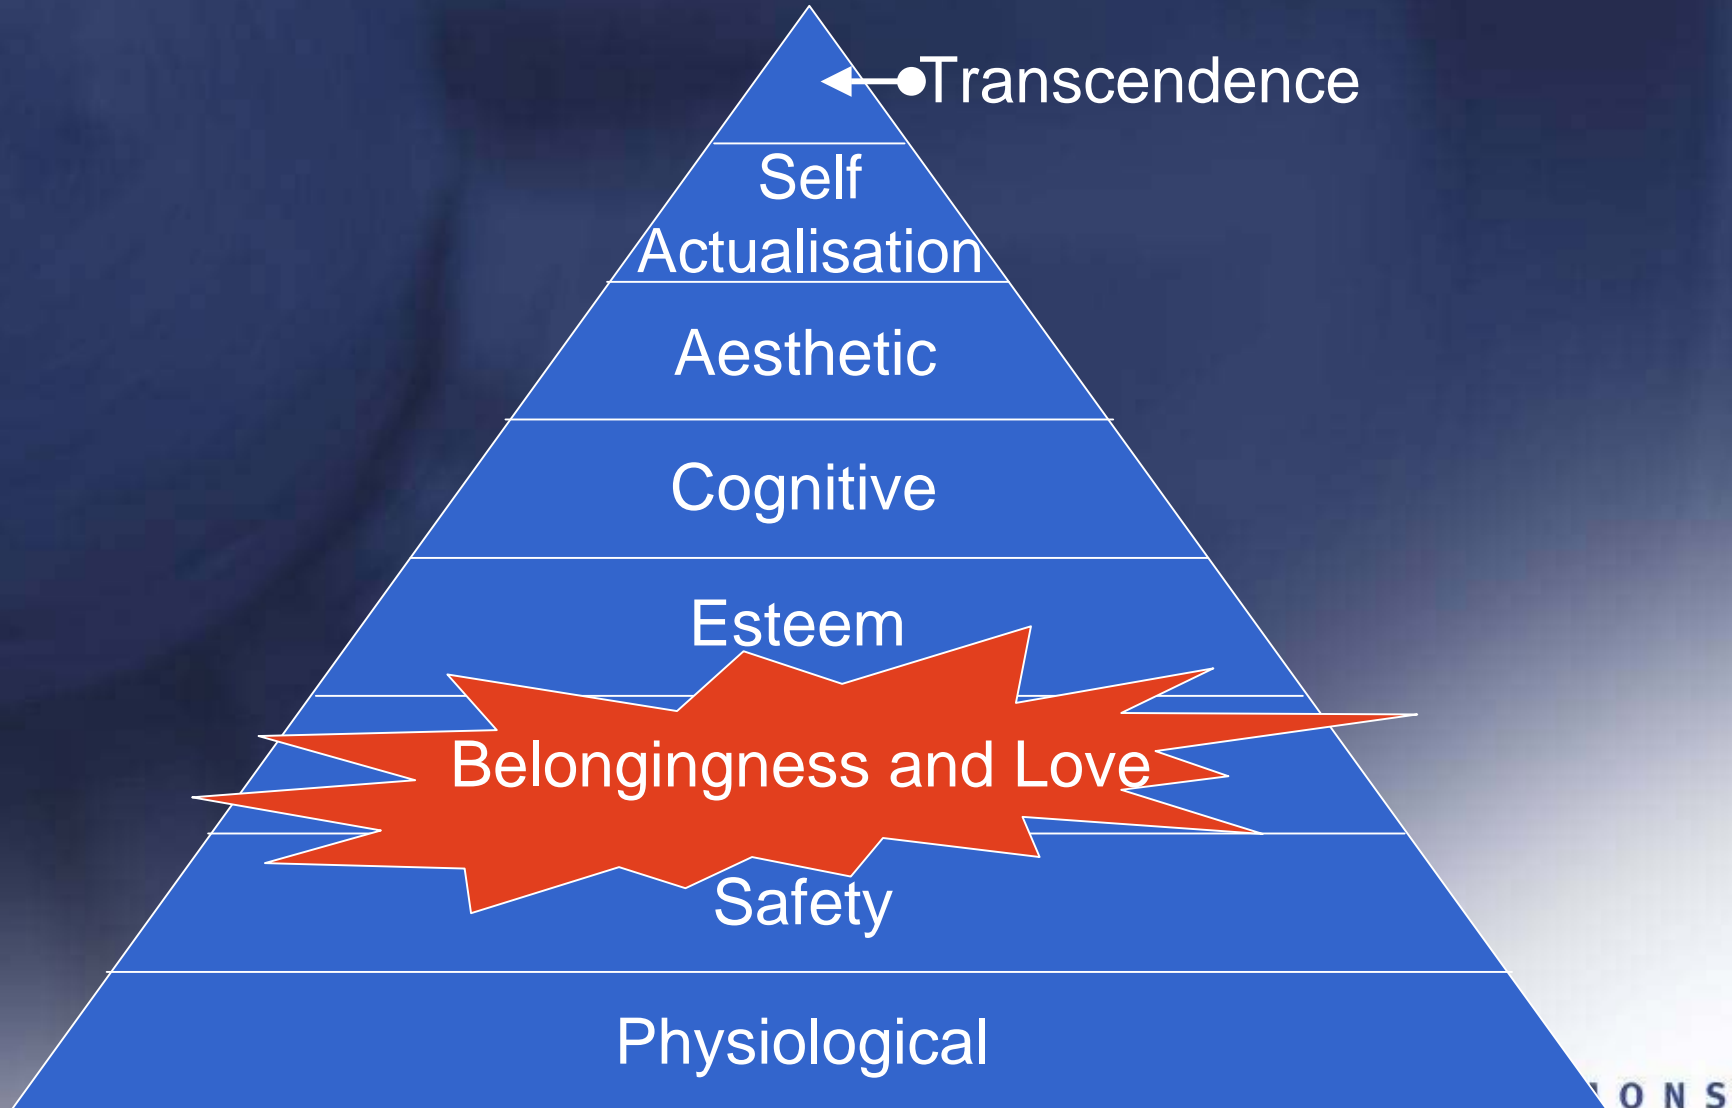 Transcendence
Self
Actualisation
Aesthetic
Cognitive
Esteem
Belongingness and Love
Safety
Physiological